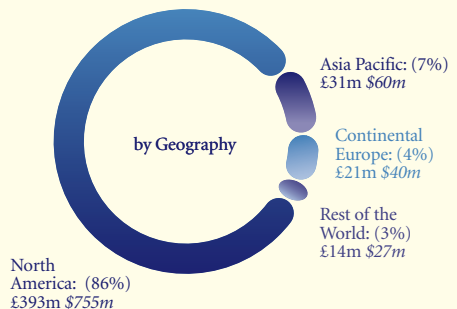 Asia Pacific: (7%)
£31m $60m
by Geography
Continental
Europe: (4%)
£21m $40m
Rest of the
World: (3%)
£14m $27m
North
America: (86%)
£393m $755m